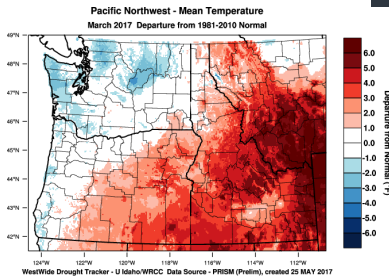 Pacific Northwest - Mean Temperature
March 2017 Departure from 1981-2010 Normal
49°N
48°N
47°N
46°N
45°N
44°N
43°N
42°N
124°W 122°W 120°W 118°W 116°W 114°W 112°W
6.0
5.0
4.0
3.0
2.0
1.0
0.0
-1.0
-2.0
-3.0
-4.0
-5.0
-6.0
Departure from Normal (°F)
WestWide Drought Tracker - U Idaho/WRCC Data Source - PRISM (Prelim), created 25 MAY 2017